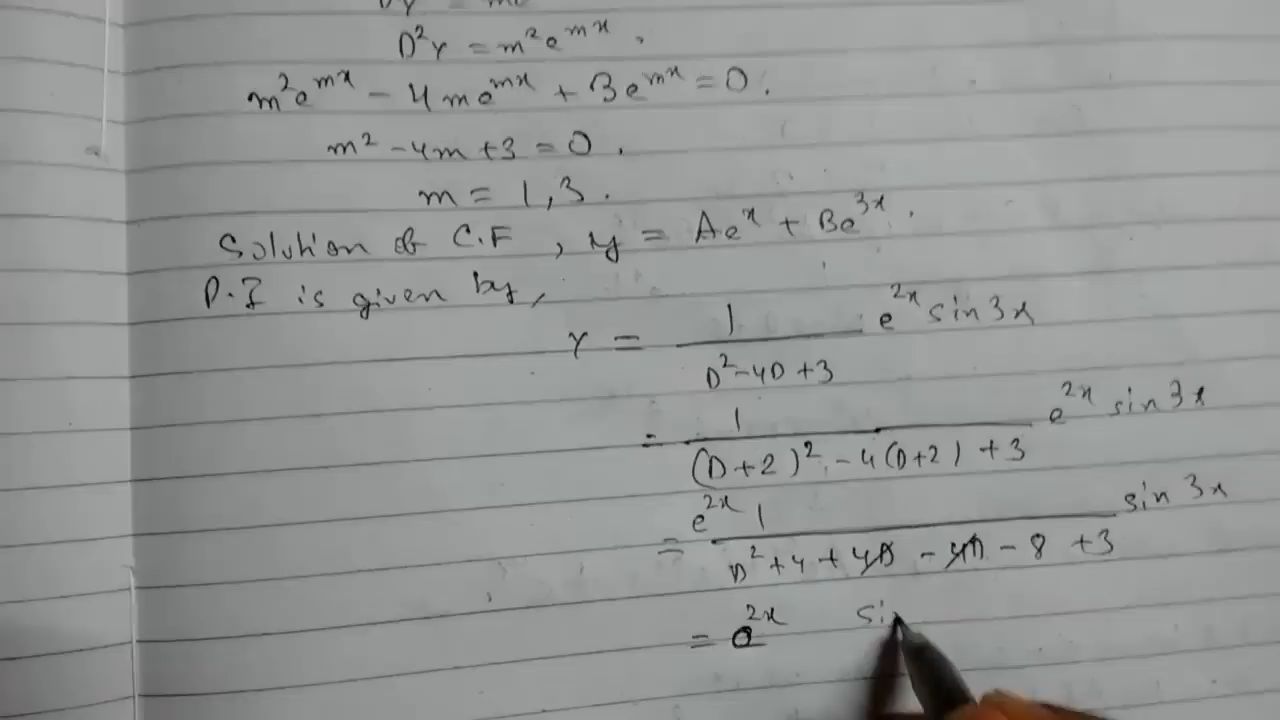 D²y = m²e^{mx},
m²e^{mx} - 4me^{mx} + 3e^{mx} = 0.
m² - 4m + 3 = 0.
m = 1, 3.
Solution of C.F, y = Ae^x + Be^{3x}.
P.I is given by,
Y = 1/(D² - 4D + 3) e^{2x} sin 3x
= 1/((D+2)² - 4(D+2) + 3) e^{2x} sin 3x
= e^{2x} 1/(D² + 4 + 4D - 4D - 8 + 3) sin 3x
= e^{2x} si